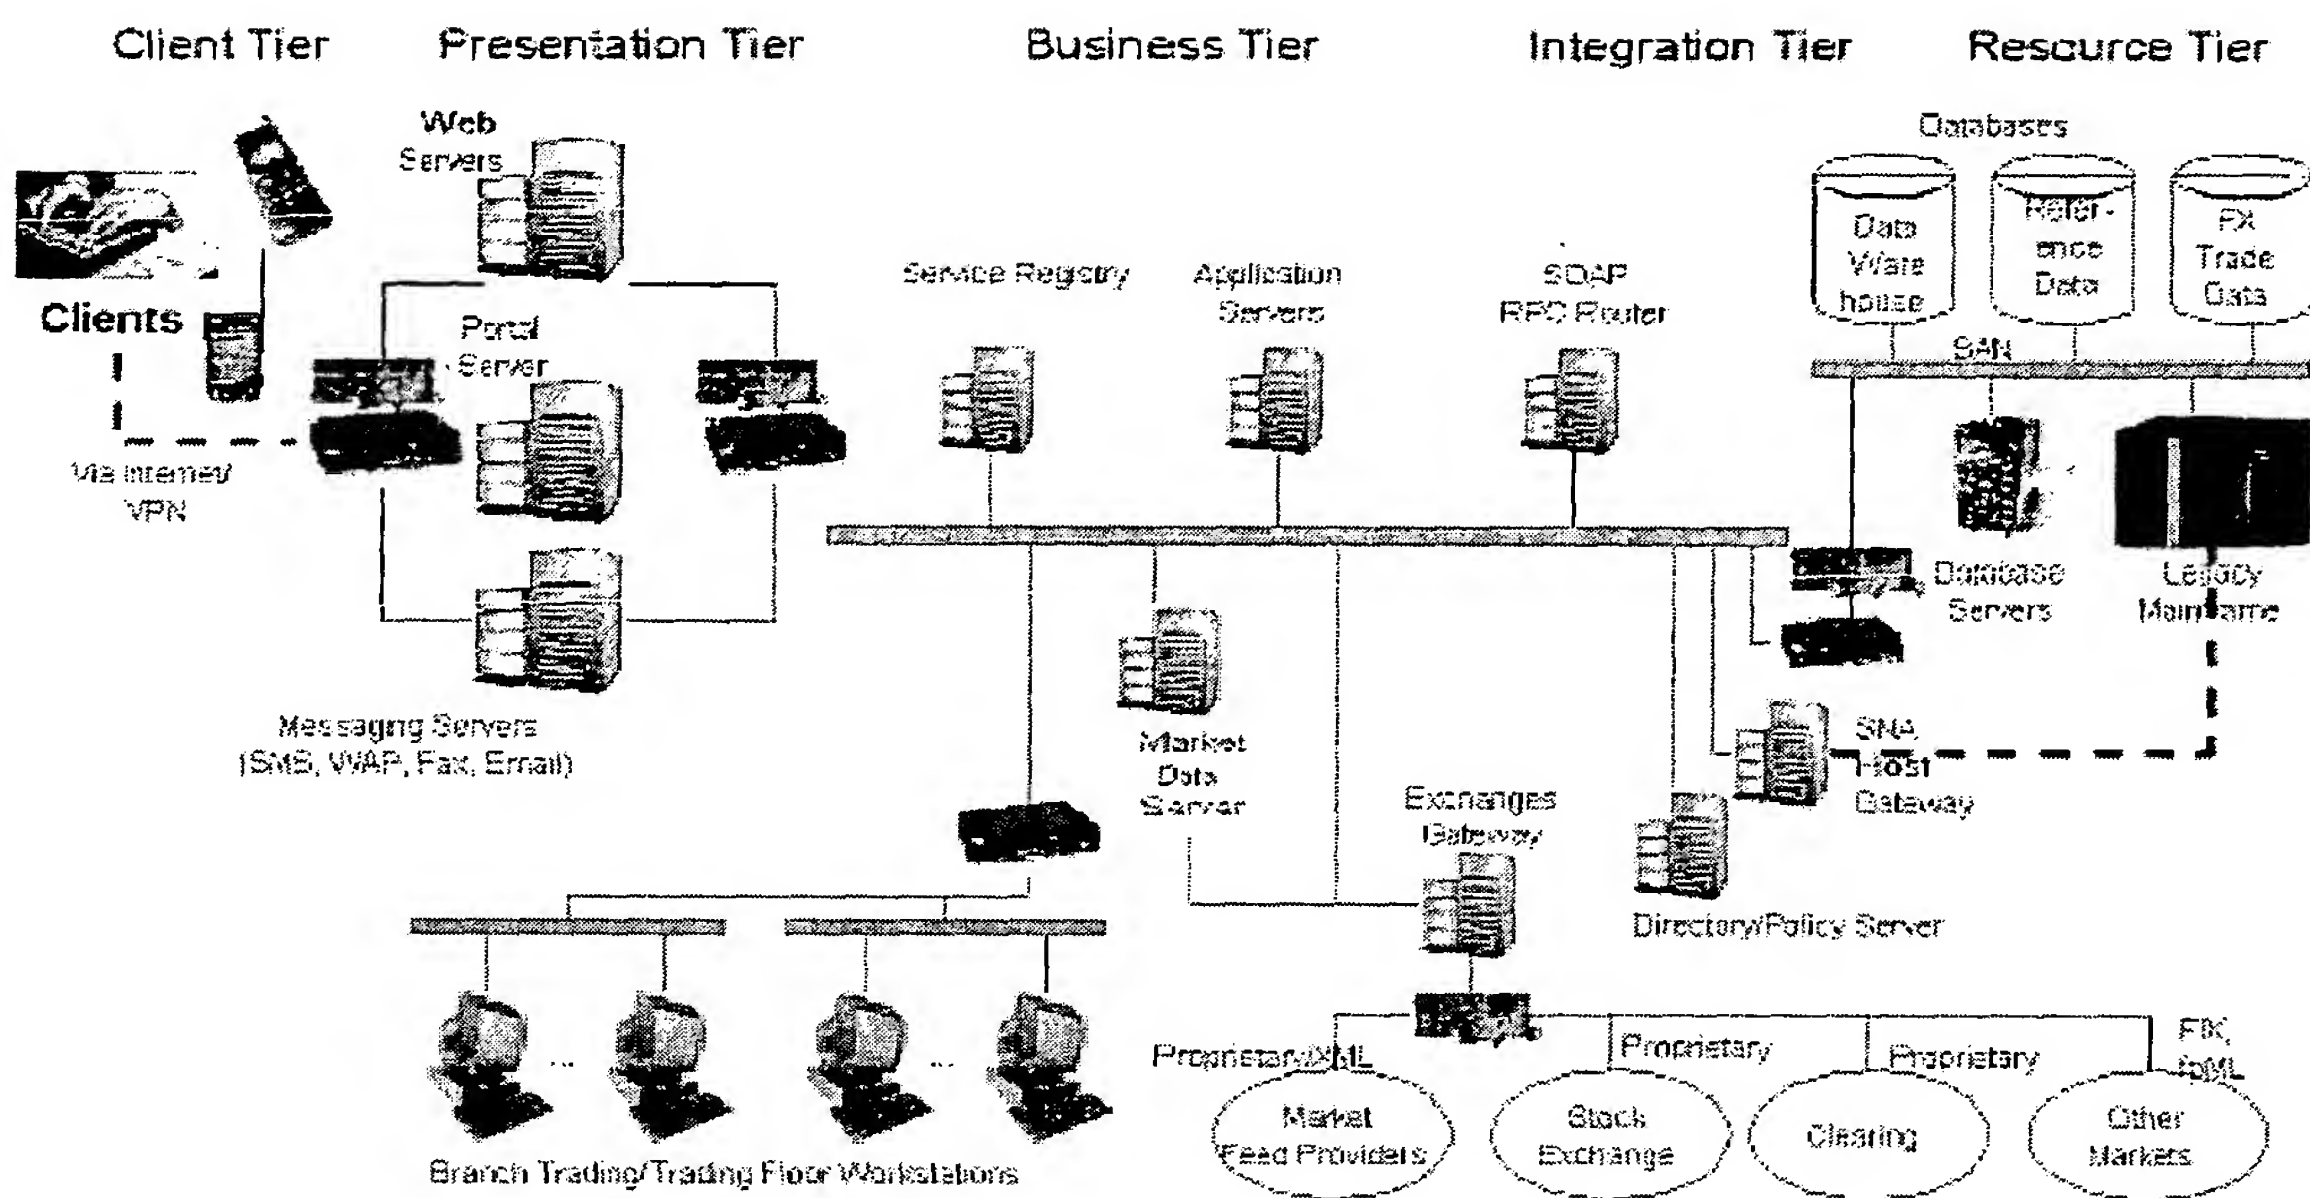 Client Tier
Presentation Tier
Business Tier
Integration Tier
Resource Tier
Web
Servers
Databases
Data
Ware
house
Refer-
ence
Data
FX
Trade
Data
Service Registry
Application
Servers
SOAP
RPC Router
Clients
Portal
Server
SAN
Via Internet/
VPN
Database
Servers
Legacy
Mainframe
Messaging Servers
(SMS, WAP, Fax, Email)
Market
Data
Server
SNA
Host
Gateway
Exchanges
Gateway
Directory/Policy Server
Proprietary/XML
Proprietary
Proprietary
FIX,
fpML
Market
Feed Providers
Stock
Exchange
Clearing
Other
Markets
Branch Trading/Trading Floor Workstations
... 
...